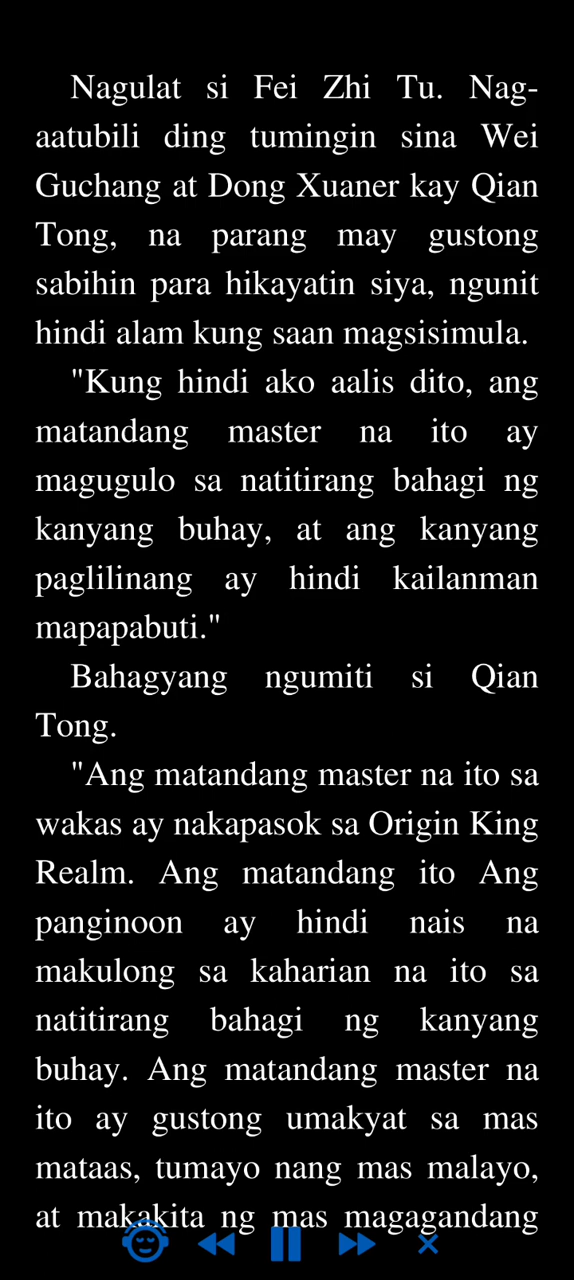 Nagulat si Fei Zhi Tu. Nag-
aatubili ding tumingin sina Wei
Guchang at Dong Xuaner kay Qian
Tong, na parang may gustong
sabihin para hikayatin siya, ngunit
hindi alam kung saan magsisimula.
"Kung hindi ako aalis dito, ang
matandang master na ito ay
magugulo sa natitirang bahagi ng
kanyang buhay, at ang kanyang
paglilinang ay hindi kailanman
mapapabuti."
Bahagyang ngumiti si Qian
Tong.
"Ang matandang master na ito sa
wakas ay nakapasok sa Origin King
Realm. Ang matandang ito Ang
panginoon ay hindi nais na
makulong sa kaharian na ito sa
natitirang bahagi ng kanyang
buhay. Ang matandang master na
ito ay gustong umakyat sa mas
mataas, tumayo nang mas malayo,
at makakita ng mas magagandang